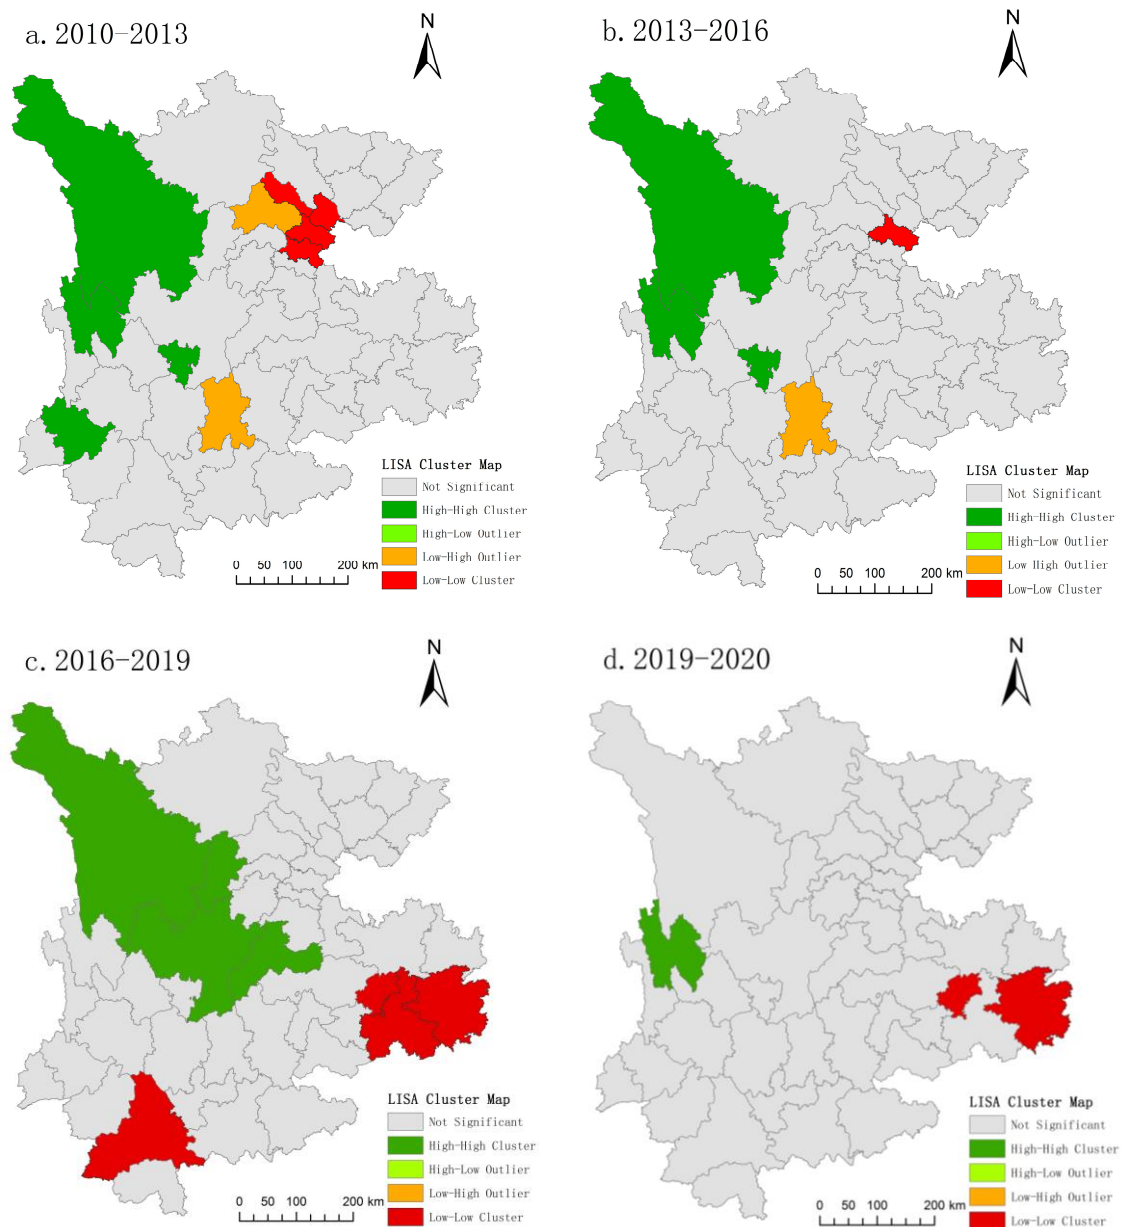 a. 2010-2013
N
LISA Cluster Map
Not Significant
High-High Cluster
High-Low Outlier
Low-High Outlier
Low-Low Cluster
0 50 100 200 km
b. 2013-2016
N
LISA Cluster Map
Not Significant
High-High Cluster
High-Low Outlier
Low High Outlier
Low-Low Cluster
0 50 100 200 km
c. 2016-2019
N
LISA Cluster Map
Not Significant
High-High Cluster
High-Low Outlier
Low-High Outlier
Low-Low Cluster
0 50 100 200 km
d. 2019-2020
N
LISA Cluster Map
Not Significant
High-High Cluster
High-Low Outlier
Low-High Outlier
Low-Low Cluster
0 50 100 200 km